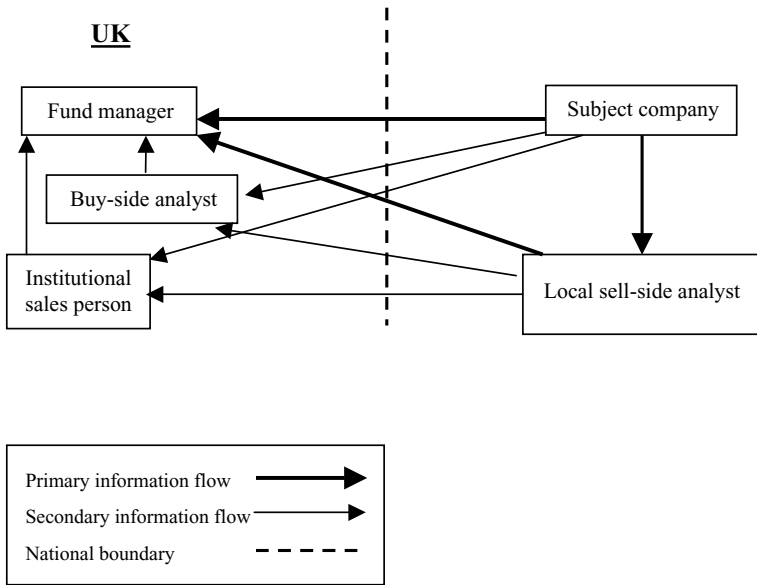 UK
Fund manager
Subject company
Buy-side analyst
Institutional
sales person
Local sell-side analyst
Primary information flow
Secondary information flow
National boundary